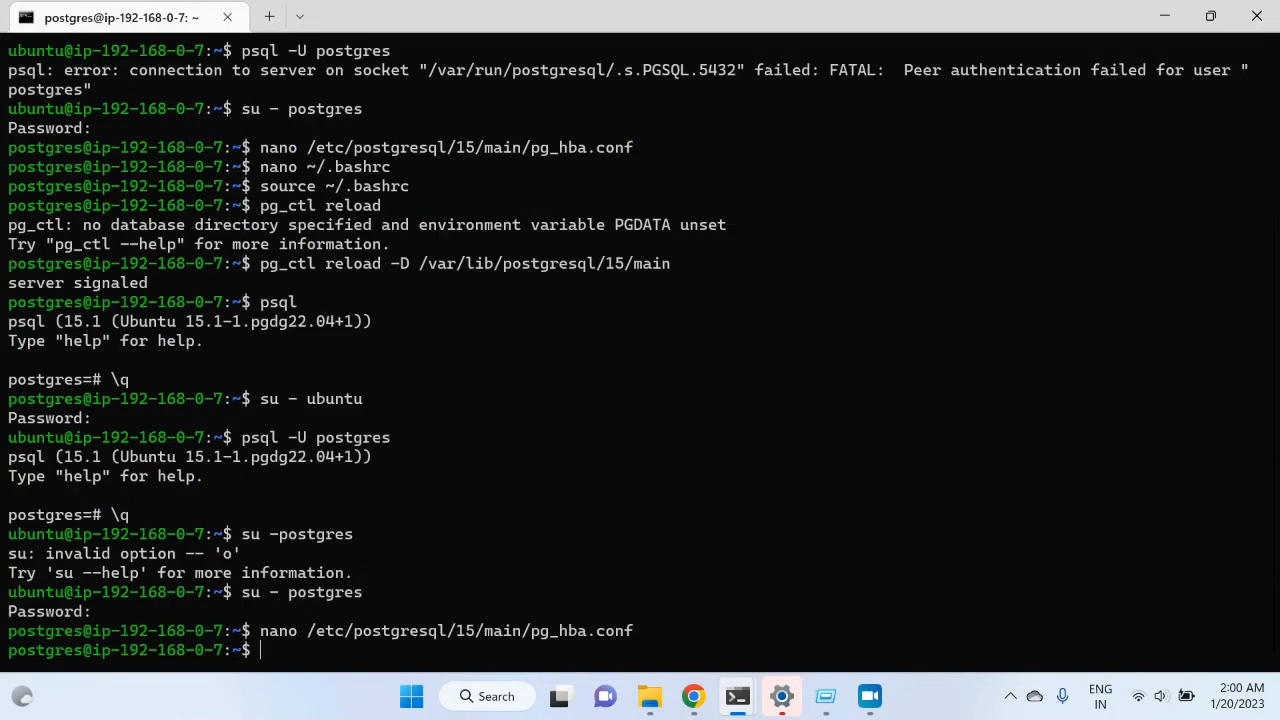 postgres@ip-192-168-0-7: ~
ubuntu@ip-192-168-0-7:~$ psql -U postgres
psql: error: connection to server on socket "/var/run/postgresql/.s.PGSQL.5432" failed: FATAL:  Peer authentication failed for user "
postgres"
ubuntu@ip-192-168-0-7:~$ su - postgres
Password:
postgres@ip-192-168-0-7:~$ nano /etc/postgresql/15/main/pg_hba.conf
postgres@ip-192-168-0-7:~$ nano ~/.bashrc
postgres@ip-192-168-0-7:~$ source ~/.bashrc
postgres@ip-192-168-0-7:~$ pg_ctl reload
pg_ctl: no database directory specified and environment variable PGDATA unset
Try "pg_ctl --help" for more information.
postgres@ip-192-168-0-7:~$ pg_ctl reload -D /var/lib/postgresql/15/main
server signaled
postgres@ip-192-168-0-7:~$ psql
psql (15.1 (Ubuntu 15.1-1.pgdg22.04+1))
Type "help" for help.
postgres=# \q
postgres@ip-192-168-0-7:~$ su - ubuntu
Password:
ubuntu@ip-192-168-0-7:~$ psql -U postgres
psql (15.1 (Ubuntu 15.1-1.pgdg22.04+1))
Type "help" for help.
postgres=# \q
ubuntu@ip-192-168-0-7:~$ su -postgres
su: invalid option -- 'o'
Try 'su --help' for more information.
ubuntu@ip-192-168-0-7:~$ su - postgres
Password:
postgres@ip-192-168-0-7:~$ nano /etc/postgresql/15/main/pg_hba.conf
postgres@ip-192-168-0-7:~$
Search
ENG
IN
2:00 AM
1/20/2023